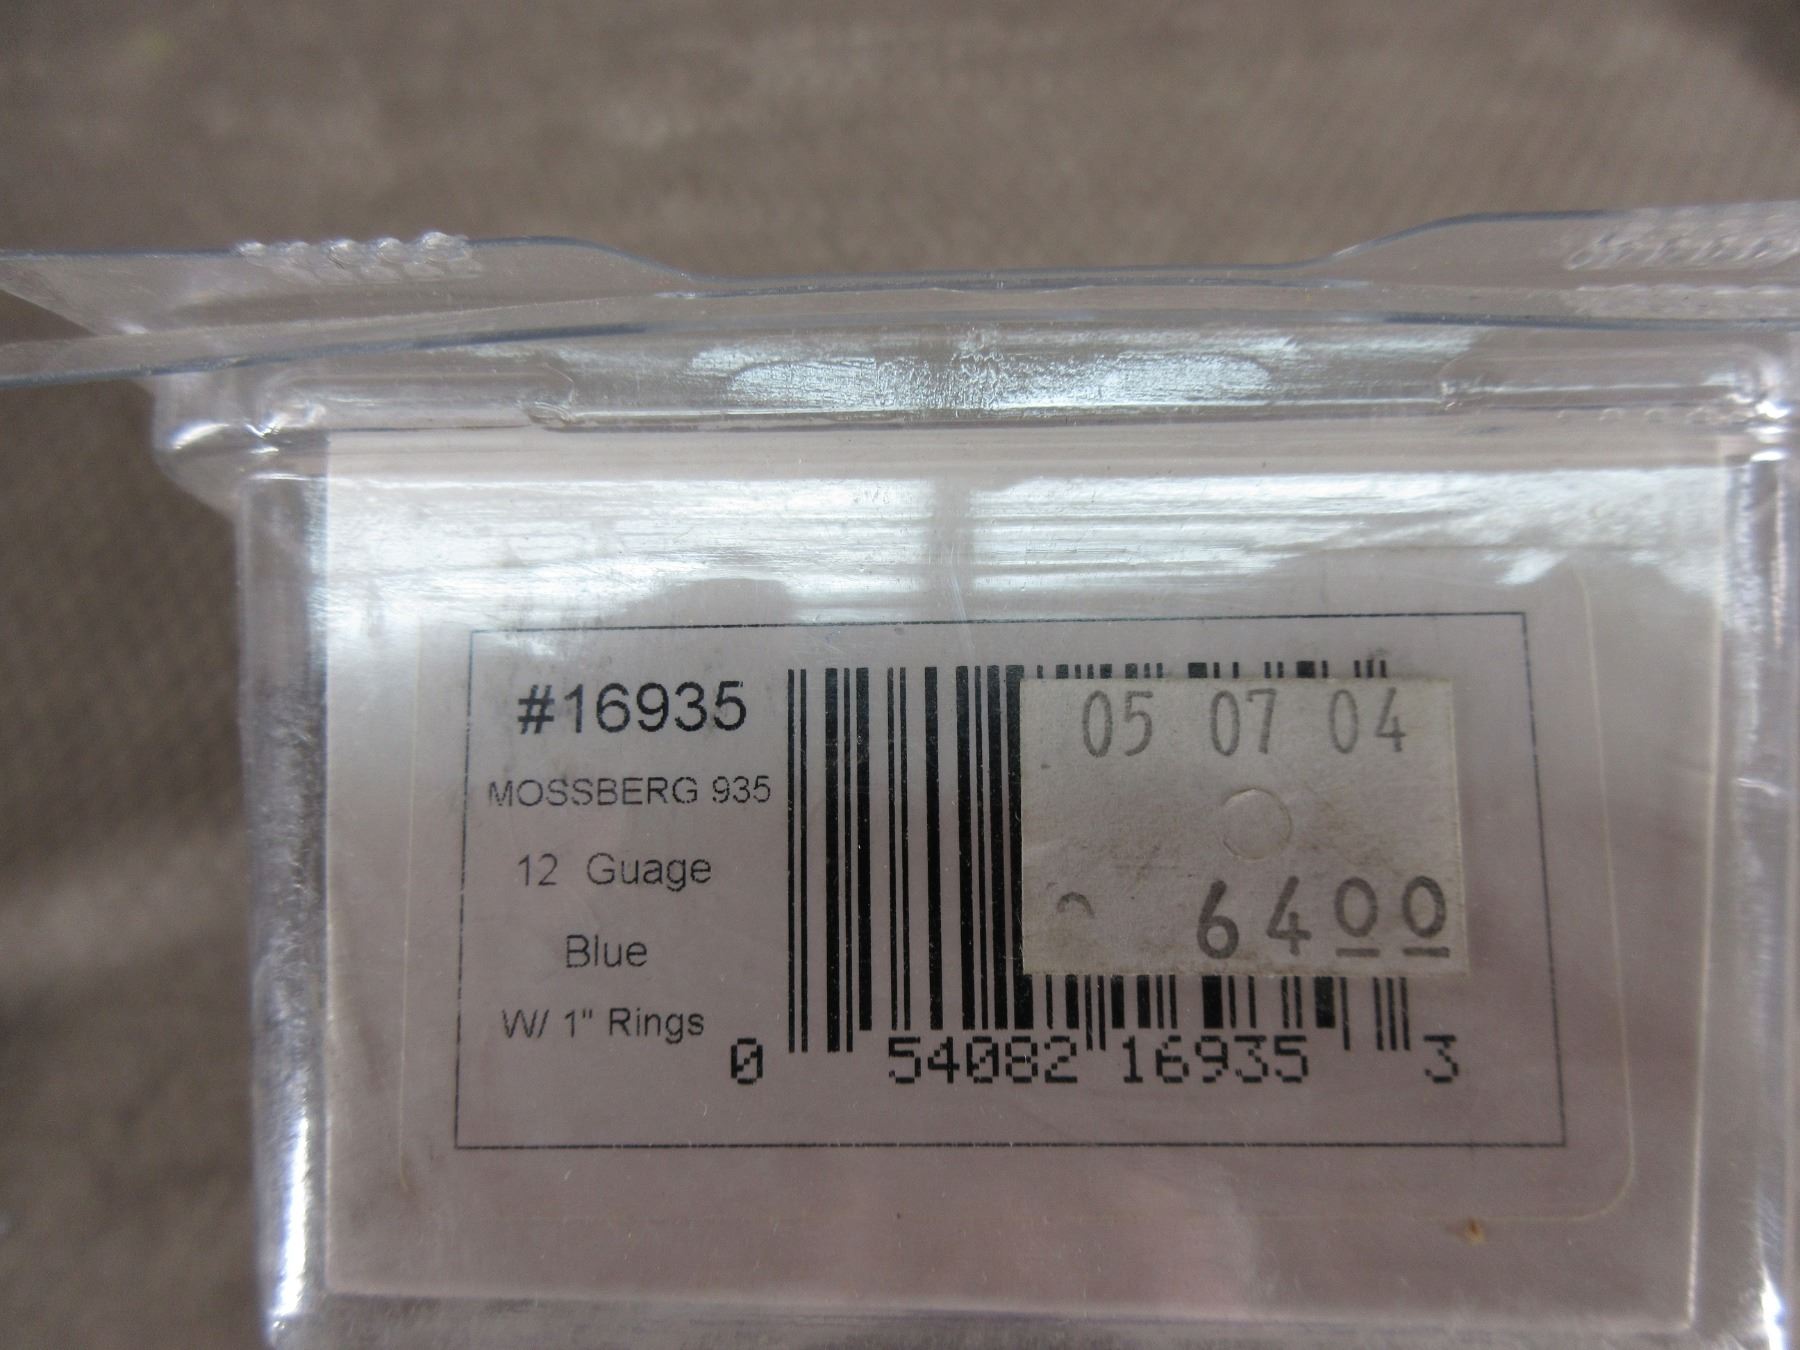 #16935
MOSSBERG 935
12 Guage
Blue
W/ 1" Rings
0 54082 16935 3
05 07 04
6400